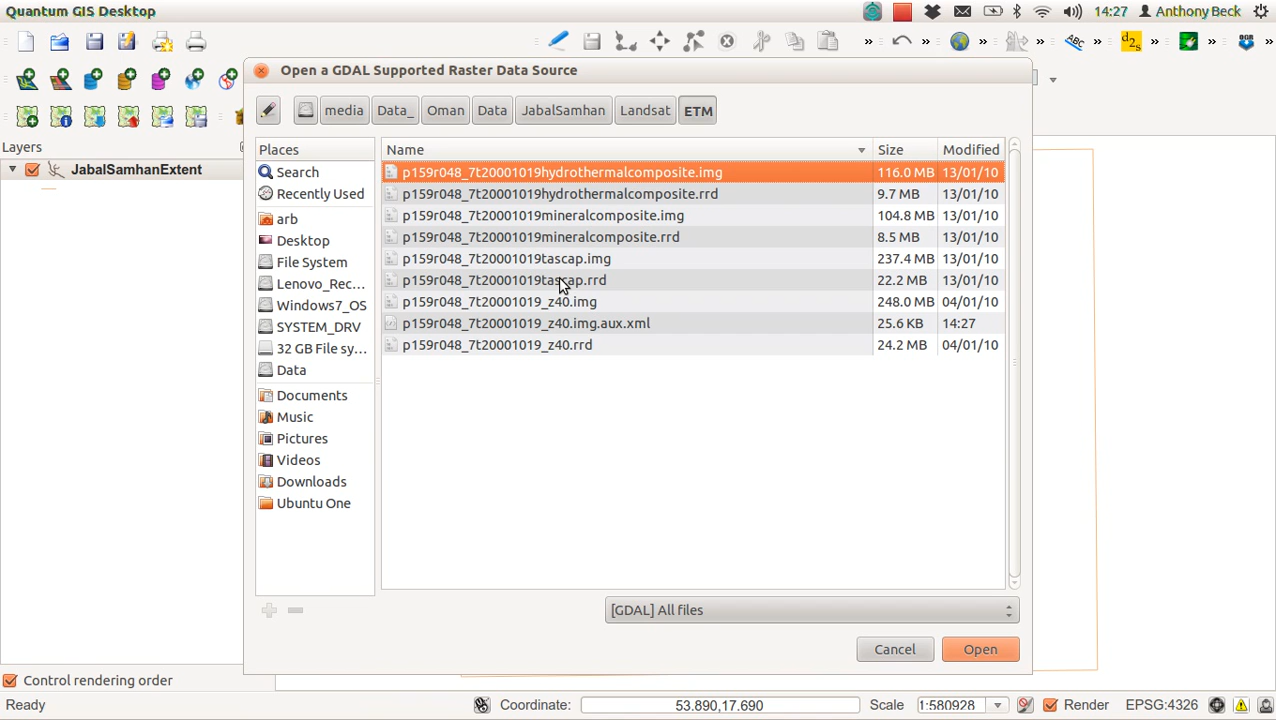 Quantum GIS Desktop 14:27 Anthony Beck
ABC
d2s
OCR
Open a GDAL Supported Raster Data Source
media Data_ Oman Data JabalSamhan Landsat ETM
Layers
JabalSamhanExtent
Places
Search
Recently Used
arb
Desktop
File System
Lenovo_Rec...
Windows7_OS
SYSTEM_DRV
32 GB File sy...
Data
Documents
Music
Pictures
Videos
Downloads
Ubuntu One
Name Size Modified
p159r048_7t20001019hydrothermalcomposite.img 116.0 MB 13/01/10
p159r048_7t20001019hydrothermalcomposite.rrd 9.7 MB 13/01/10
p159r048_7t20001019mineralcomposite.img 104.8 MB 13/01/10
p159r048_7t20001019mineralcomposite.rrd 8.5 MB 13/01/10
p159r048_7t20001019tascap.img 237.4 MB 13/01/10
p159r048_7t20001019tascap.rrd 22.2 MB 13/01/10
p159r048_7t20001019_z40.img 248.0 MB 04/01/10
p159r048_7t20001019_z40.img.aux.xml 25.6 KB 14:27
p159r048_7t20001019_z40.rrd 24.2 MB 04/01/10
[GDAL] All files
Cancel Open
Control rendering order
Ready Coordinate: 53.890,17.690 Scale 1:580928 Render EPSG:4326